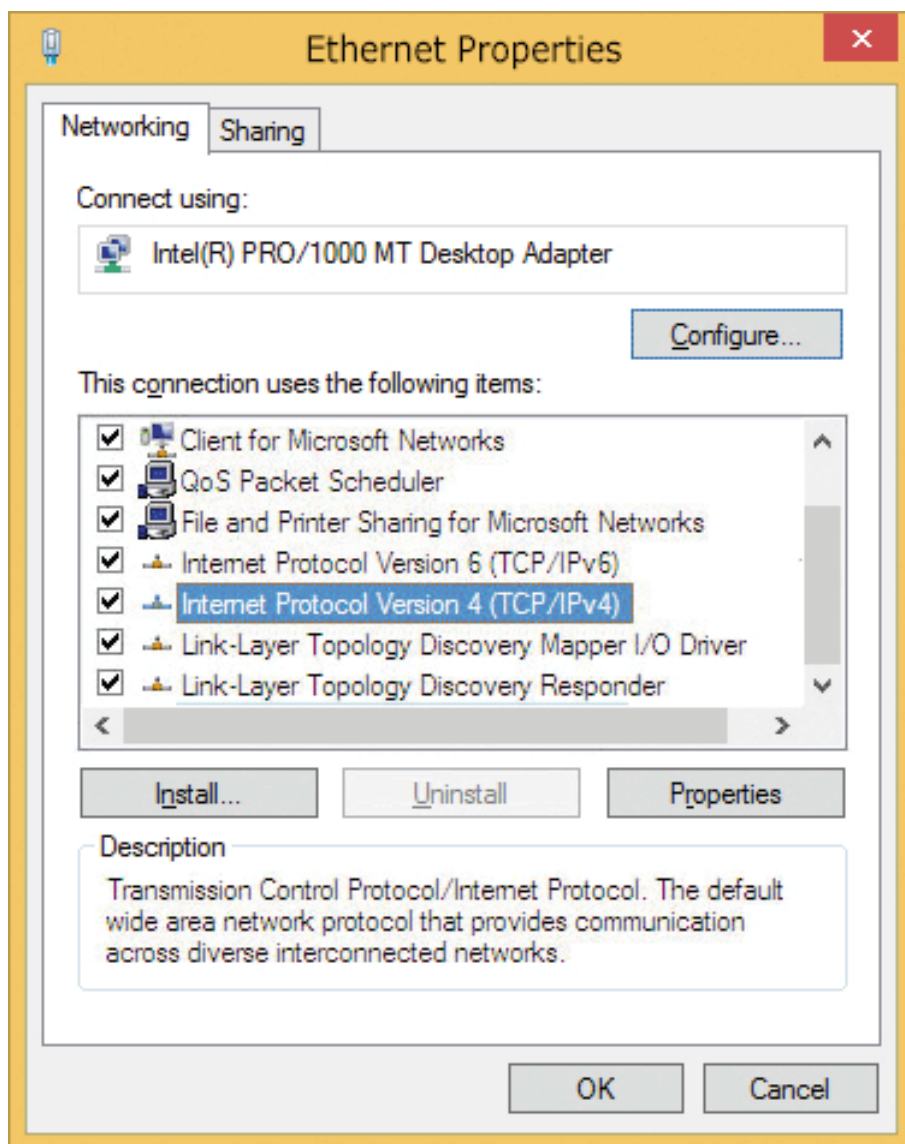 Ethernet Properties
Networking
Sharing
Connect using:
Intel(R) PRO/1000 MT Desktop Adapter
Configure...
This connection uses the following items:
Client for Microsoft Networks
QoS Packet Scheduler
File and Printer Sharing for Microsoft Networks
Internet Protocol Version 6 (TCP/IPv6)
Internet Protocol Version 4 (TCP/IPv4)
Link-Layer Topology Discovery Mapper I/O Driver
Link-Layer Topology Discovery Responder
Install...
Uninstall
Properties
Description
Transmission Control Protocol/Internet Protocol. The default
wide area network protocol that provides communication
across diverse interconnected networks.
OK
Cancel